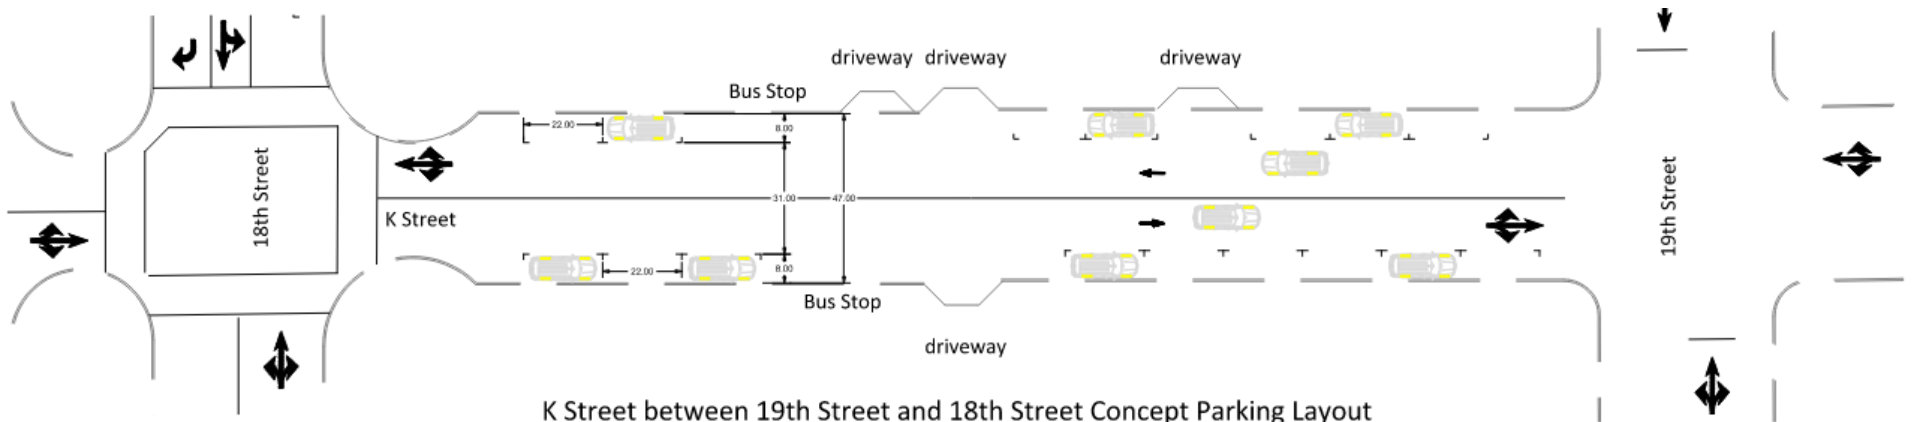 driveway driveway driveway
Bus Stop
22.00
8.00
18th Street
19th Street
31.00
47.00
K Street
22.00
8.00
Bus Stop
driveway
K Street between 19th Street and 18th Street Concept Parking Layout